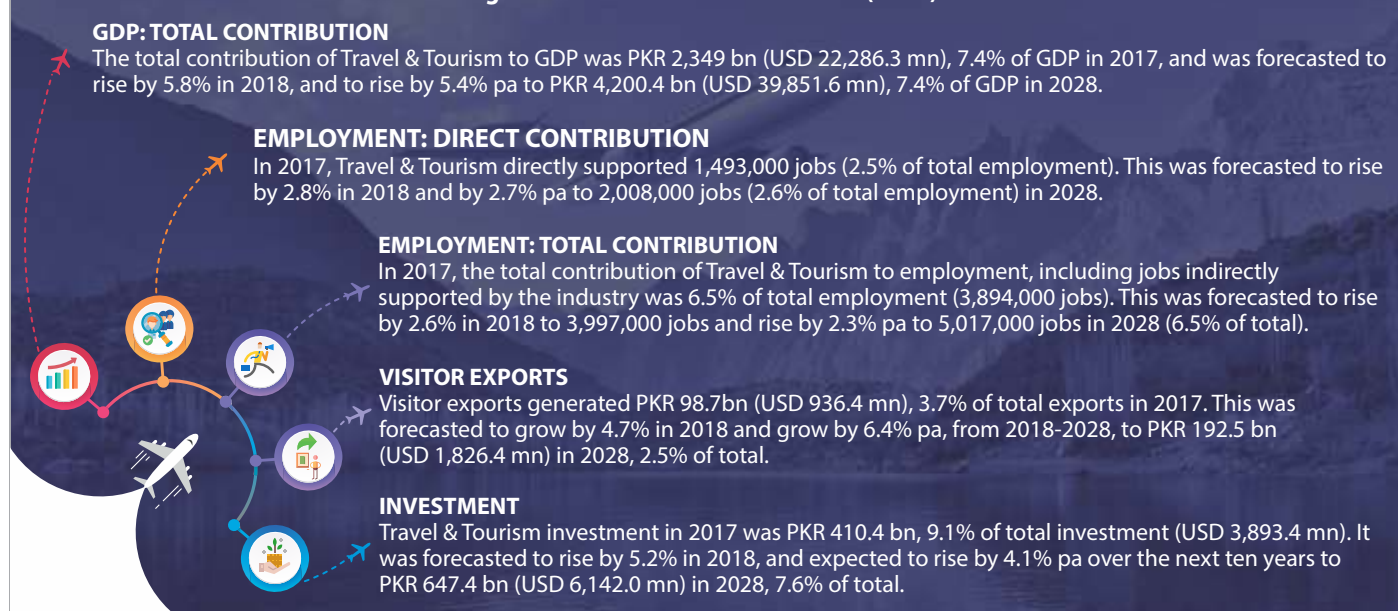 GDP: TOTAL CONTRIBUTION
The total contribution of Travel & Tourism to GDP was PKR 2,349 bn (USD 22,286.3 mn), 7.4% of GDP in 2017, and was forecasted to
rise by 5.8% in 2018, and to rise by 5.4% pa to PKR 4,200.4 bn (USD 39,851.6 mn), 7.4% of GDP in 2028.
EMPLOYMENT: DIRECT CONTRIBUTION
In 2017, Travel & Tourism directly supported 1,493,000 jobs (2.5% of total employment). This was forecasted to rise
by 2.8% in 2018 and by 2.7% pa to 2,008,000 jobs (2.6% of total employment) in 2028.
EMPLOYMENT: TOTAL CONTRIBUTION
In 2017, the total contribution of Travel & Tourism to employment, including jobs indirectly
supported by the industry was 6.5% of total employment (3,894,000 jobs). This was forecasted to rise
by 2.6% in 2018 to 3,997,000 jobs and rise by 2.3% pa to 5,017,000 jobs in 2028 (6.5% of total).
VISITOR EXPORTS
Visitor exports generated PKR 98.7bn (USD 936.4 mn), 3.7% of total exports in 2017. This was
forecasted to grow by 4.7% in 2018 and grow by 6.4% pa, from 2018-2028, to PKR 192.5 bn
(USD 1,826.4 mn) in 2028, 2.5% of total.
INVESTMENT
Travel & Tourism investment in 2017 was PKR 410.4 bn, 9.1% of total investment (USD 3,893.4 mn). It
was forecasted to rise by 5.2% in 2018, and expected to rise by 4.1% pa over the next ten years to
PKR 647.4 bn (USD 6,142.0 mn) in 2028, 7.6% of total.